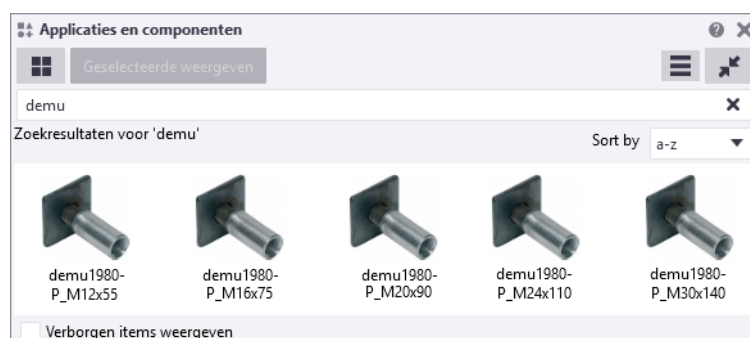 Applicaties en componenten
Geselecteerde weergeven
demu
Zoekresultaten voor 'demu'
Sort by a-z
demu1980-
P_M12x55
demu1980-
P_M16x75
demu1980-
P_M20x90
demu1980-
P_M24x110
demu1980-
P_M30x140
Verborgen items weergeven